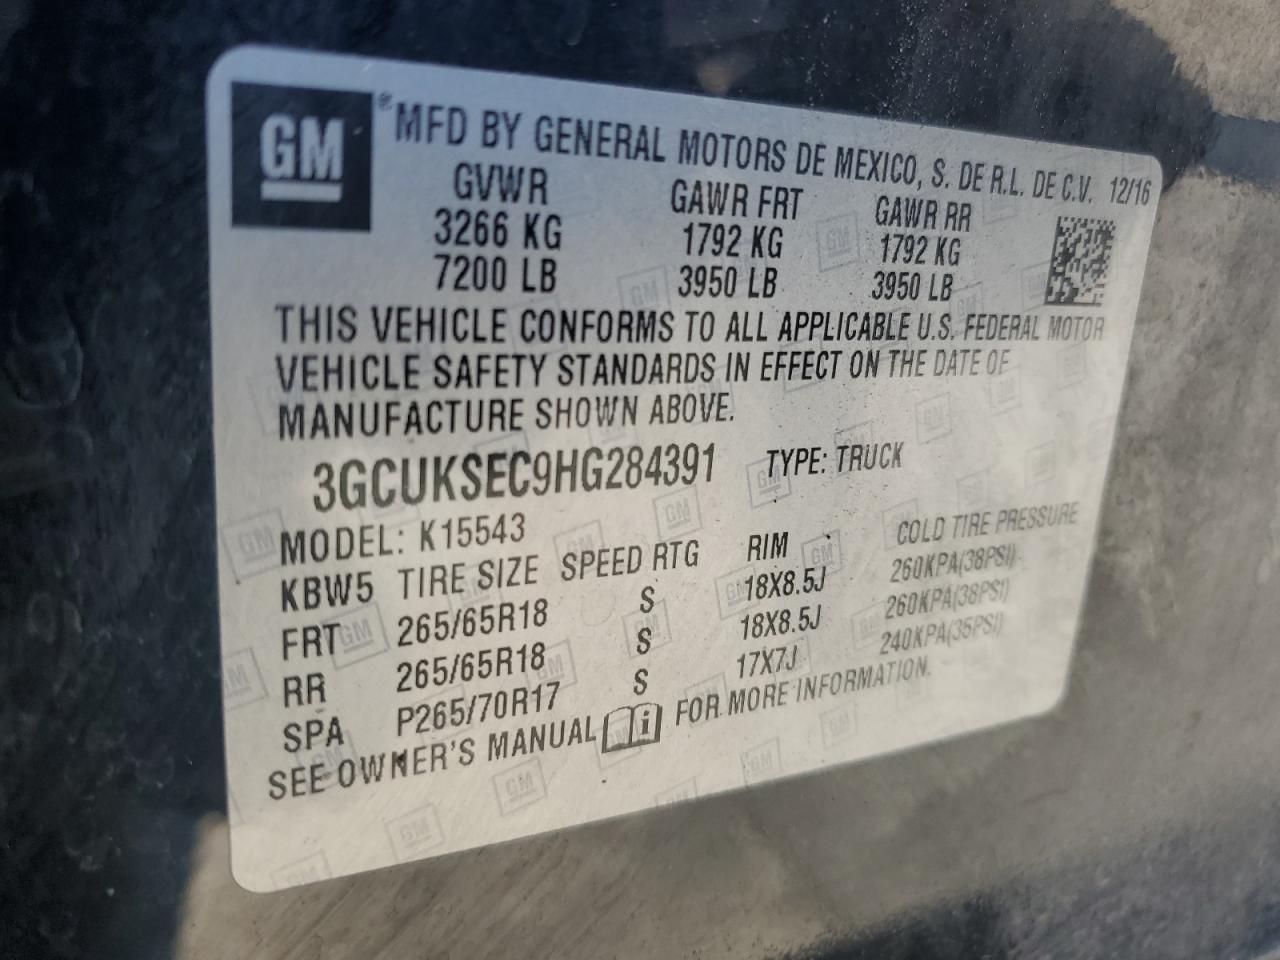 GM ® MFD BY GENERAL MOTORS DE MEXICO, S. DE R.L. DE C.V. 12/16
GVWR GAWR FRT GAWR RR
3266 KG 1792 KG 1792 KG
7200 LB 3950 LB 3950 LB
THIS VEHICLE CONFORMS TO ALL APPLICABLE U.S. FEDERAL MOTOR
VEHICLE SAFETY STANDARDS IN EFFECT ON THE DATE OF
MANUFACTURE SHOWN ABOVE.
3GCUKSEC9HG284391 TYPE: TRUCK
MODEL: K15543
KBW5 TIRE SIZE SPEED RTG RIM COLD TIRE PRESSURE
FRT 265/65R18 S 18X8.5J 260KPA(38PSI)
RR 265/65R18 S 18X8.5J 260KPA(38PSI)
SPA P265/70R17 S 17X7J 240KPA(35PSI)
SEE OWNER'S MANUAL FOR MORE INFORMATION.